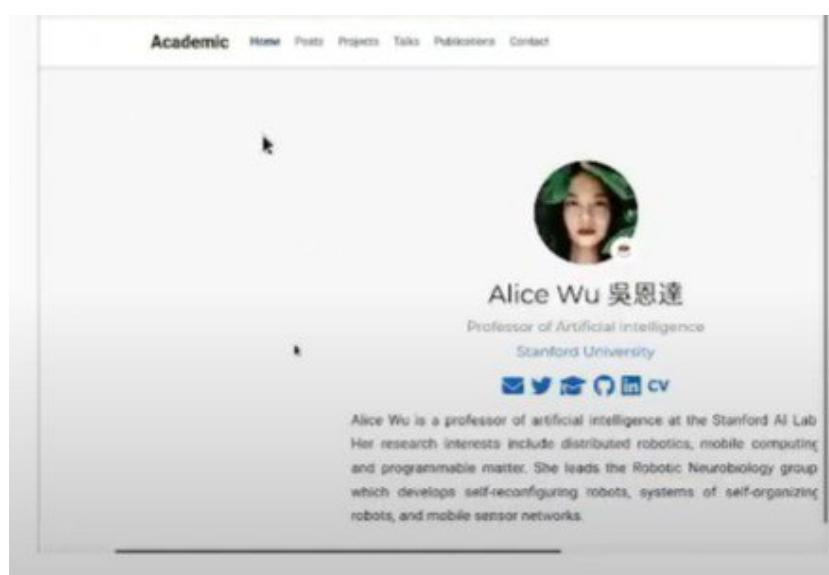 Academic Home Posts Projects Talks Publications Contact
Alice Wu 吳恩達
Professor of Artificial intelligence
Stanford University
CV
Alice Wu is a professor of artificial intelligence at the Stanford AI Lab
Her research interests include distributed robotics, mobile computing
and programmable matter. She leads the Robotic Neurobiology group
which develops self-reconfiguring robots, systems of self-organizing
robots, and mobile sensor networks.